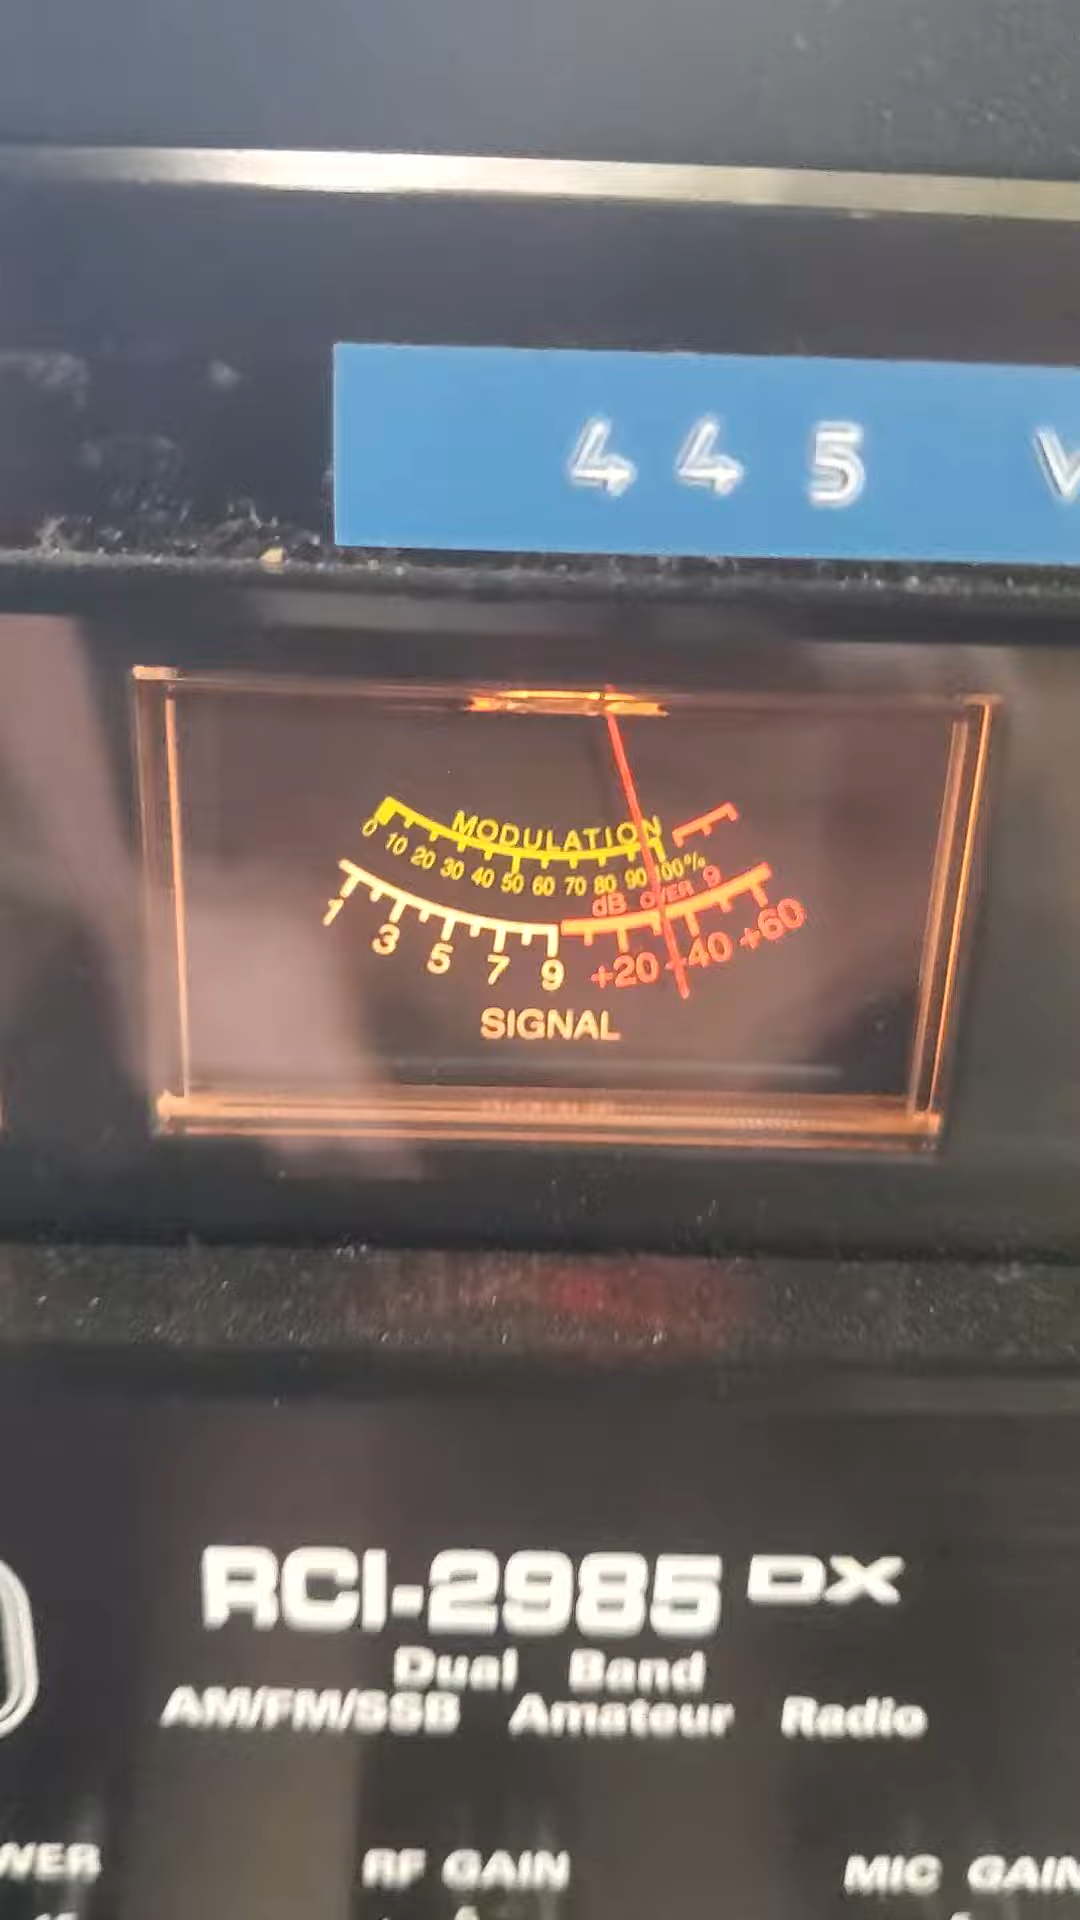 445
MODULATION
0 10 20 30 40 50 60 70 80 90 100%
dB OVER 9
1 3 5 7 9 +20 +40 +60
SIGNAL
RCI-2985 DX
Dual Band
AM/FM/SSB Amateur Radio
RF GAIN
MIC GAIN